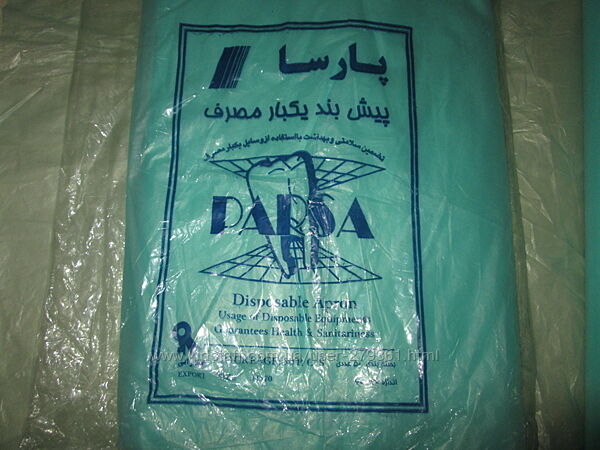 پارسا
پیش بند یکبار مصرف
تضمین سلامتی و بهداشت با استفاده از وسایل یکبار مصرف
PARSA
Disposable Apron
Usage of Disposable Equipments
Guarantees Health & Sanitariness
EXPORT